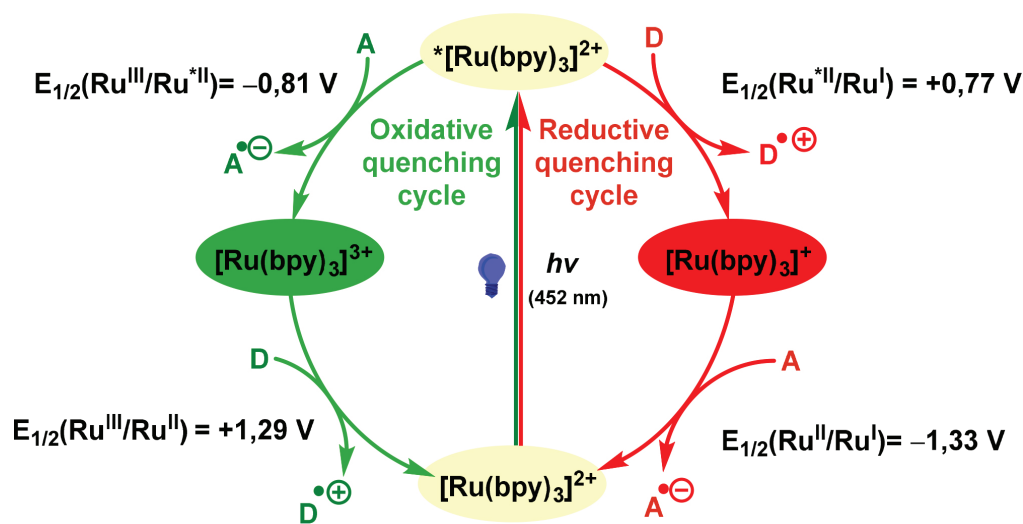 A
*[Ru(bpy)₃]²⁺
D
E₁/₂(Ruᴵᴵᴵ/Ru*ᴵᴵ)= –0,81 V
E₁/₂(Ru*ᴵᴵ/Ruᴵ) = +0,77 V
A•⊖
Oxidative
quenching
cycle
Reductive
quenching
cycle
D•⊕
[Ru(bpy)₃]³⁺
hv
(452 nm)
[Ru(bpy)₃]⁺
D
A
E₁/₂(Ruᴵᴵᴵ/Ruᴵᴵ) = +1,29 V
E₁/₂(Ruᴵᴵ/Ruᴵ)= –1,33 V
D•⊕
[Ru(bpy)₃]²⁺
A•⊖